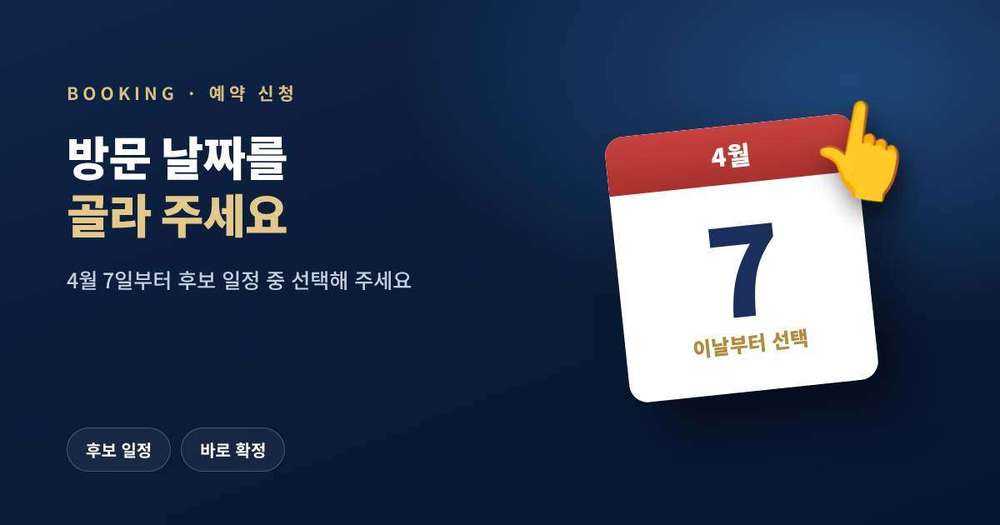 BOOKING · 예약 신청
방문 날짜를
골라 주세요
4월 7일부터 후보 일정 중 선택해 주세요
후보 일정
바로 확정
4월
7
이날부터 선택